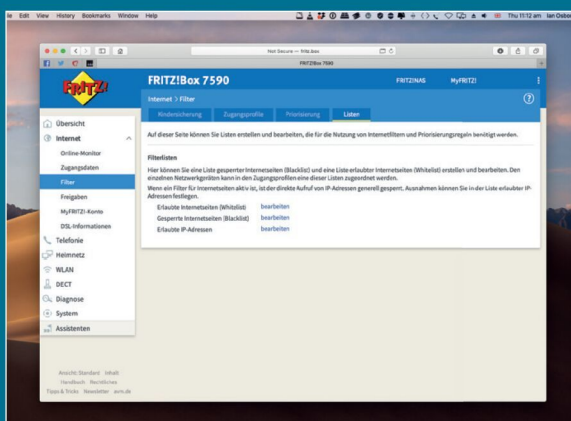 File Edit View History Bookmarks Window Help
Thu 11:12 am Ian Osbor
Not Secure — fritz.box
FRITZ!Box 7590
FRITZ!
FRITZ!Box 7590
FRITZ!NAS MyFRITZ!
Internet > Filter
Kindersicherung Zugangsprofile Priorisierung Listen
Auf dieser Seite können Sie Listen erstellen und bearbeiten, die für die Nutzung von Internetfiltern und Priorisierungsregeln benötigt werden.
Filterlisten
Hier können Sie eine Liste gesperrter Internetseiten (Blacklist) und eine Liste erlaubter Internetseiten (Whitelist) erstellen und bearbeiten. Den
einzelnen Netzwerkgeräten kann in den Zugangsprofilen eine dieser Listen zugeordnet werden.
Wenn ein Filter für Internetseiten aktiv ist, ist der direkte Aufruf von IP-Adressen generell gesperrt. Ausnahmen können Sie in der Liste erlaubter IP-
Adressen festlegen.
Erlaubte Internetseiten (Whitelist) bearbeiten
Gesperrte Internetseiten (Blacklist) bearbeiten
Erlaubte IP-Adressen bearbeiten
Übersicht
Internet
Online-Monitor
Zugangsdaten
Filter
Freigaben
MyFRITZ!-Konto
DSL-Informationen
Telefonie
Heimnetz
WLAN
DECT
Diagnose
System
Assistenten
Ansicht: Standard Inhalt
Handbuch Rechtliches
Tipps & Tricks Newsletter avm.de